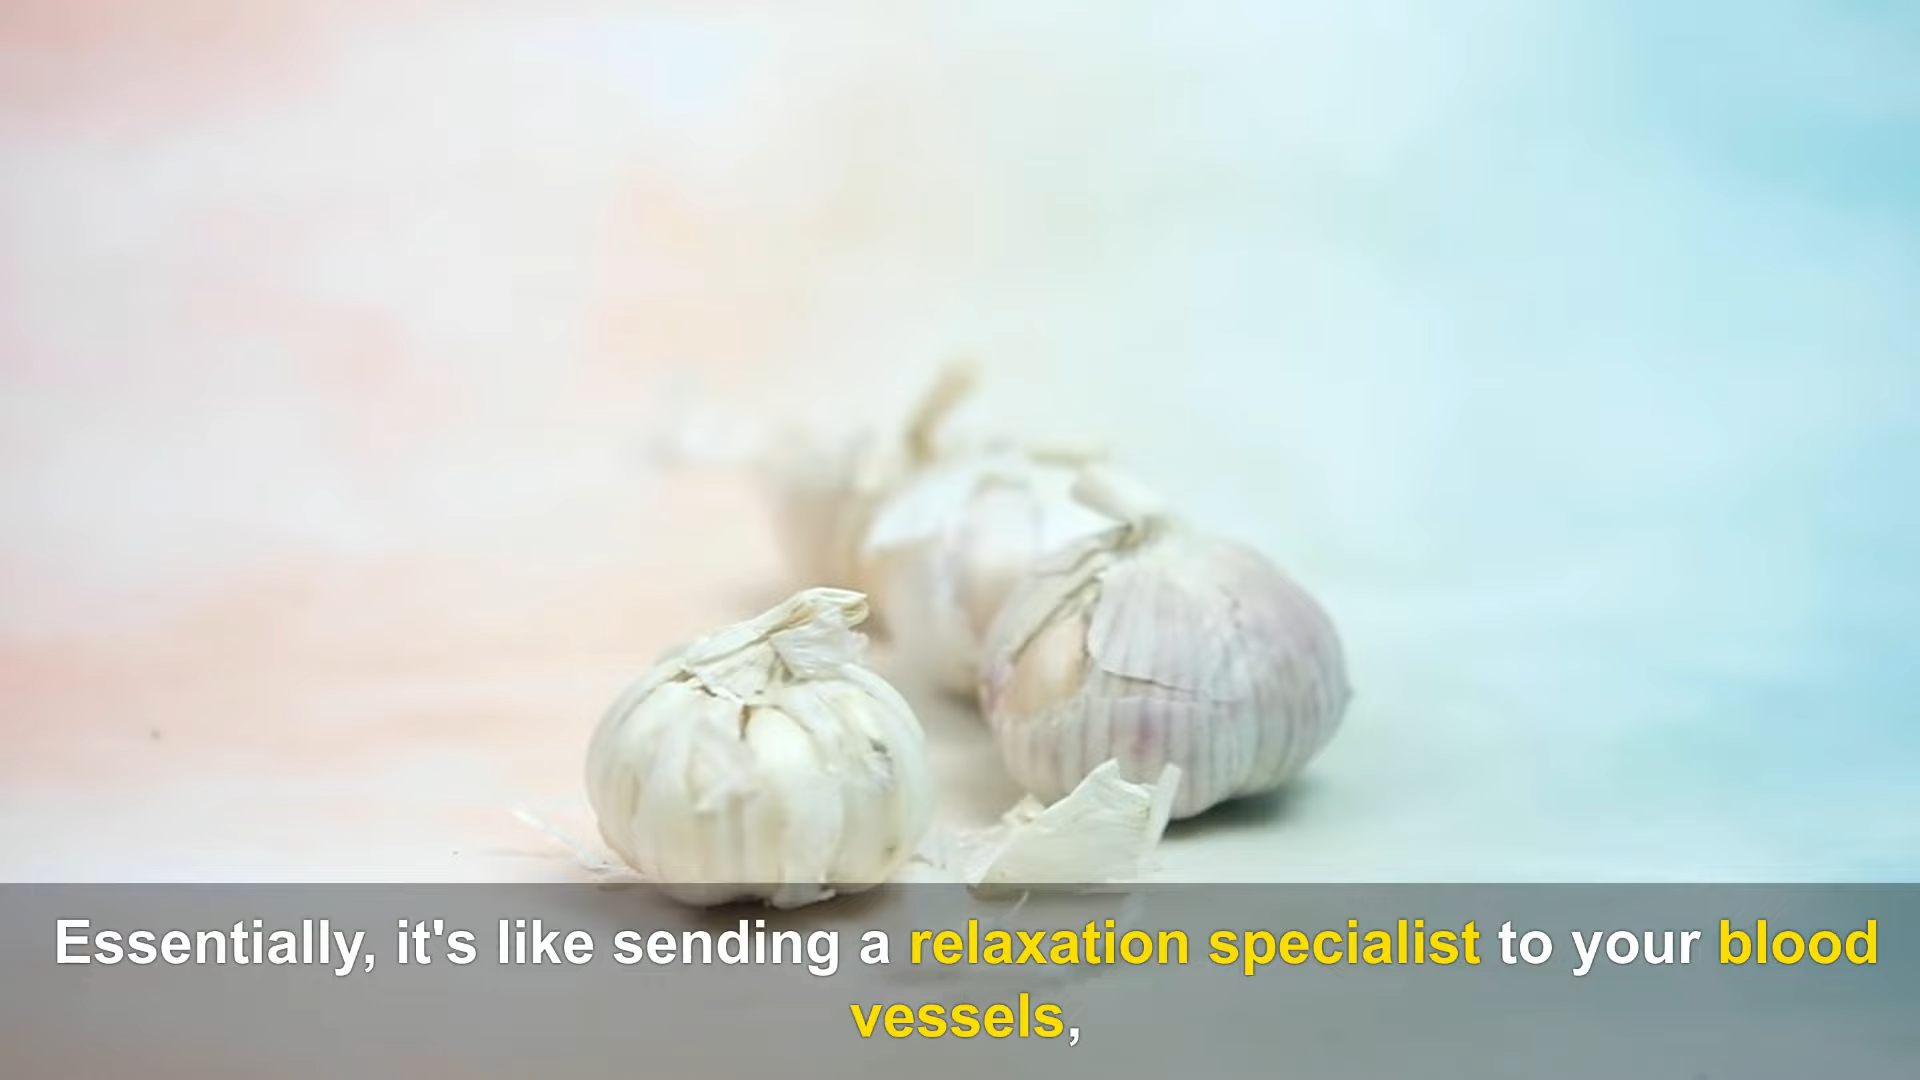 Essentially, it's like sending a relaxation specialist to your blood
vessels,